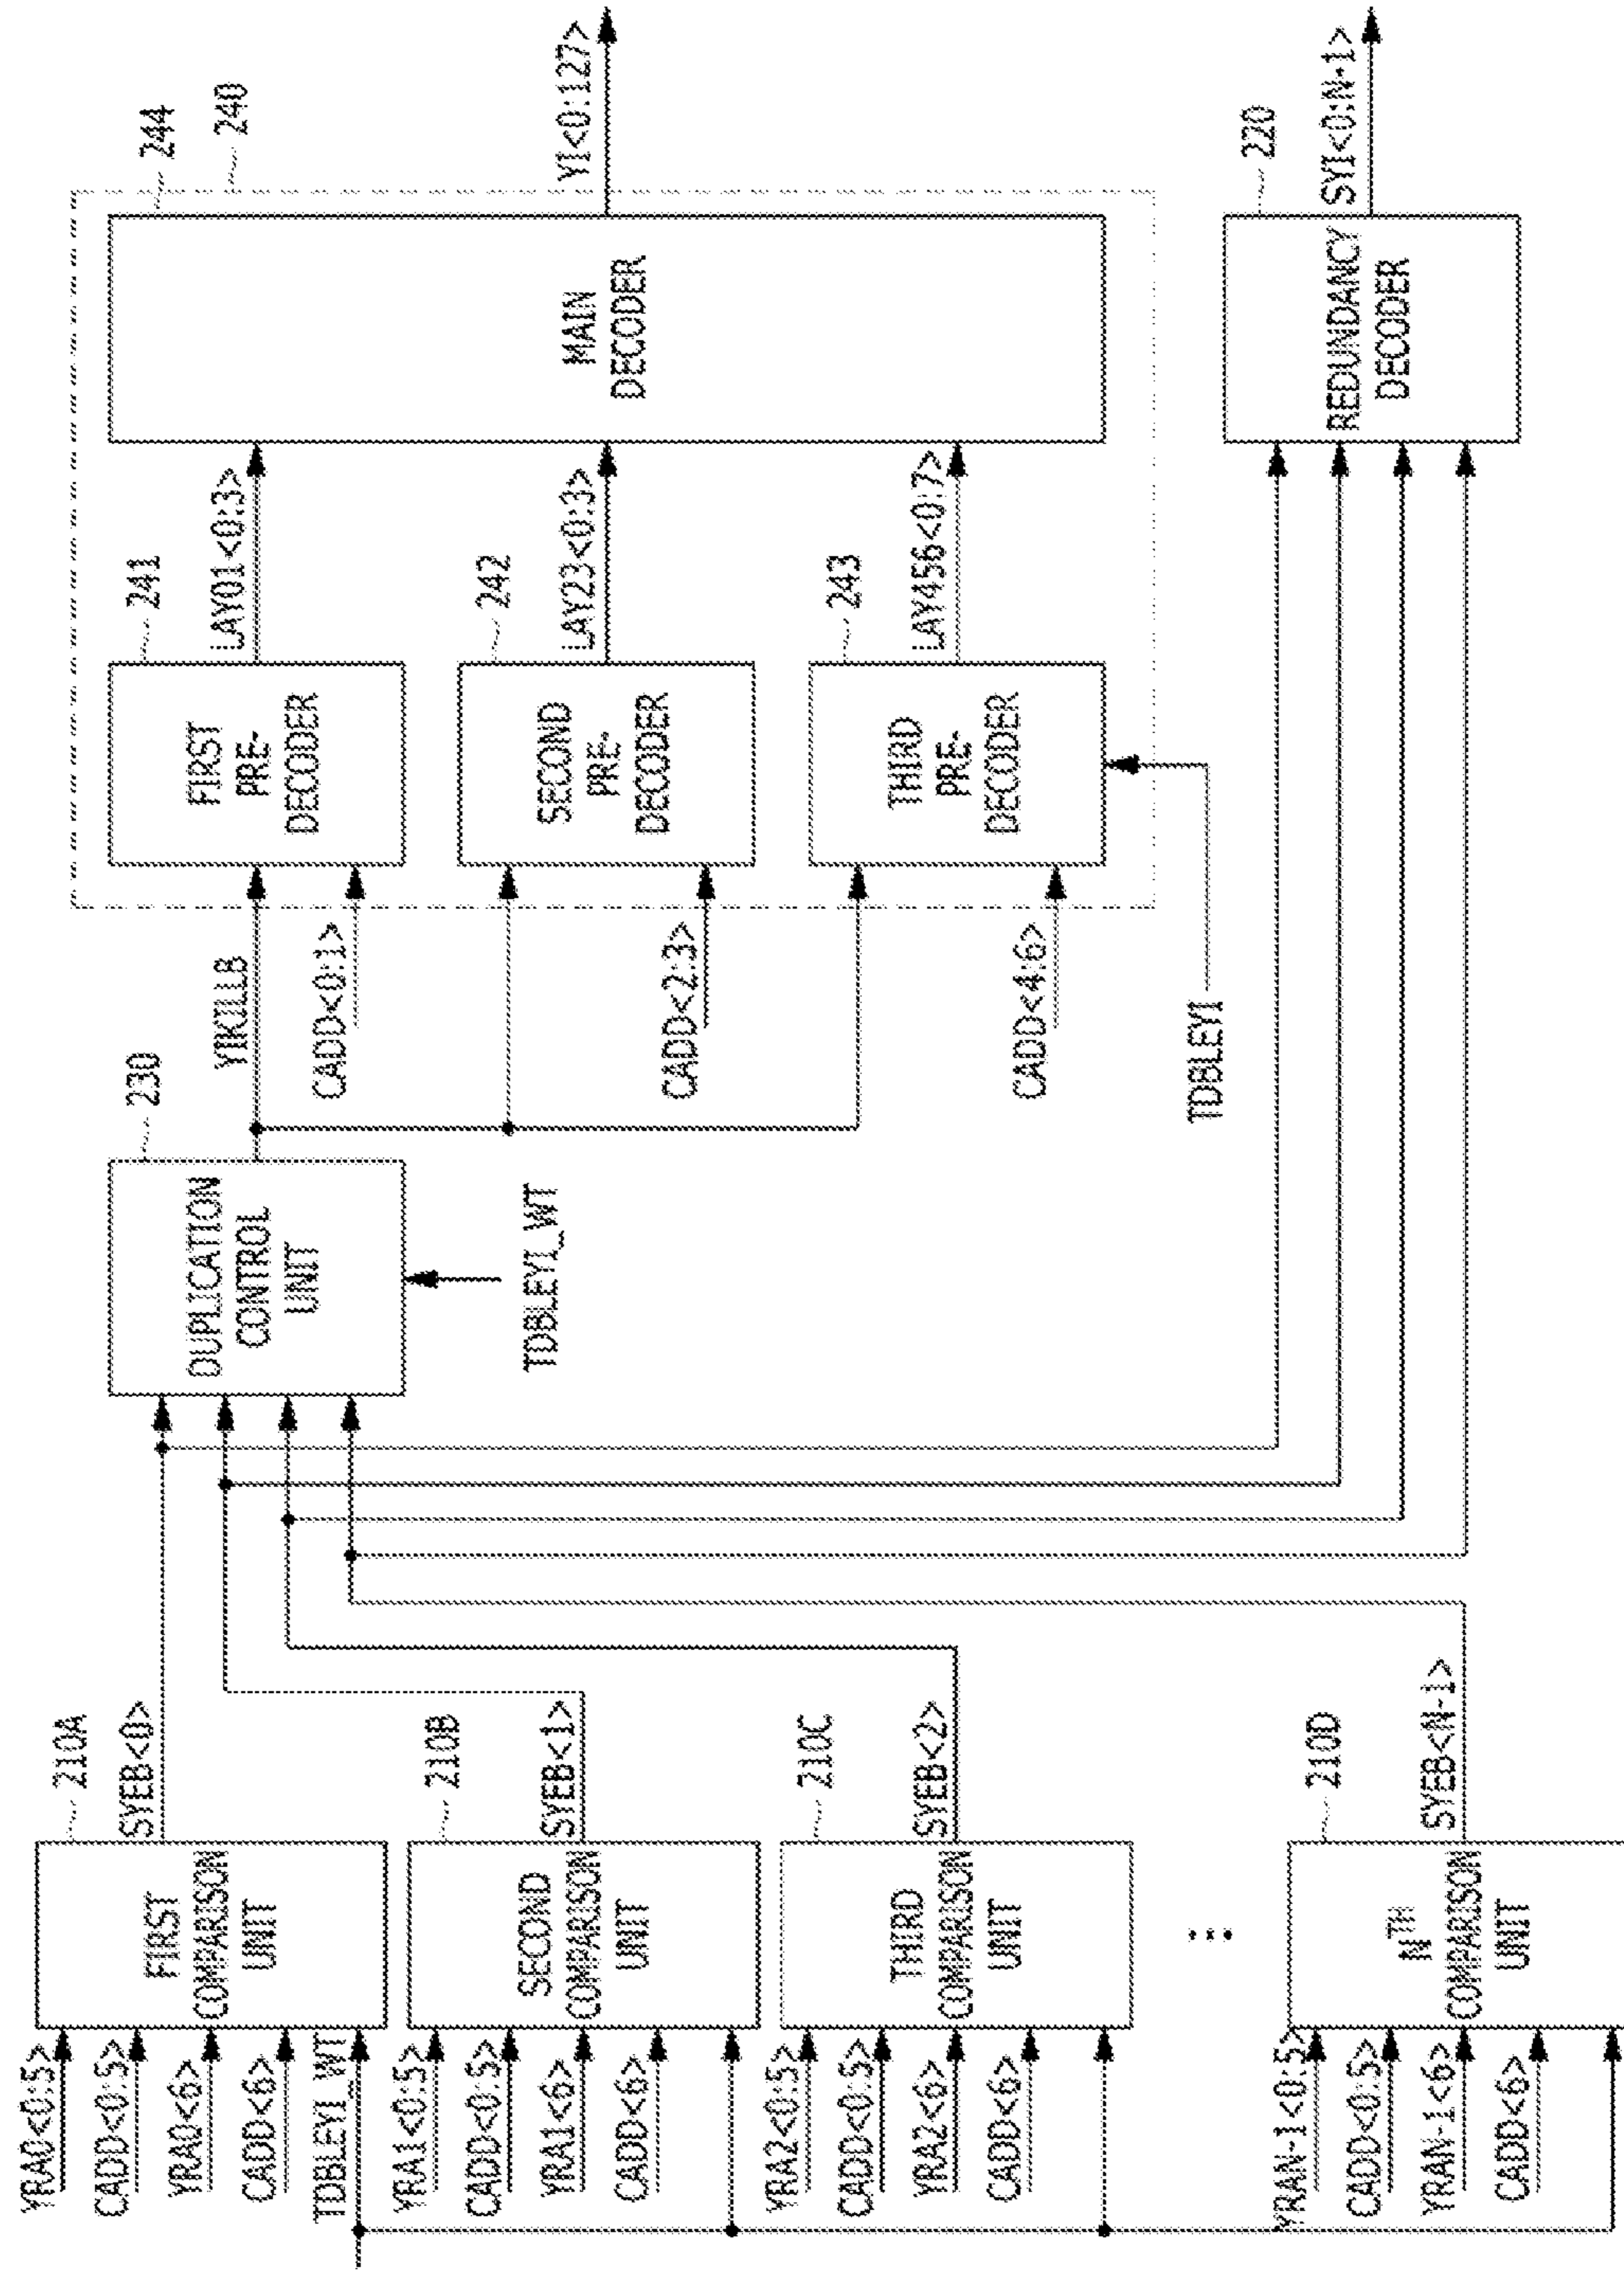 YRA0<0:5>
CADD<0:5>
YRA0<6>
CADD<6>
TDBLEYI_WT
FIRST
COMPARISON
UNIT
210A
SYEB<0>
YRA1<0:5>
CADD<0:5>
YRA1<6>
CADD<6>
SECOND
COMPARISON
UNIT
210B
SYEB<1>
YRA2<0:5>
CADD<0:5>
YRA2<6>
CADD<6>
THIRD
COMPARISON
UNIT
210C
SYEB<2>
...
YRAN-1<0:5>
CADD<0:5>
YRAN-1<6>
CADD<6>
NTH
COMPARISON
UNIT
210D
SYEB<N-1>
DUPLICATION
CONTROL
UNIT
230
TDBLEYI_WT
YIKILLB
CADD<0:1>
CADD<2:3>
CADD<4:6>
TDBLEYI
FIRST
PRE-
DECODER
241
LAY01<0:3>
SECOND
PRE-
DECODER
242
LAY23<0:3>
THIRD
PRE-
DECODER
243
LAY456<0:7>
MAIN
DECODER
244
240
YI<0:127>
REDUNDANCY
DECODER
220
SYI<0:N-1>